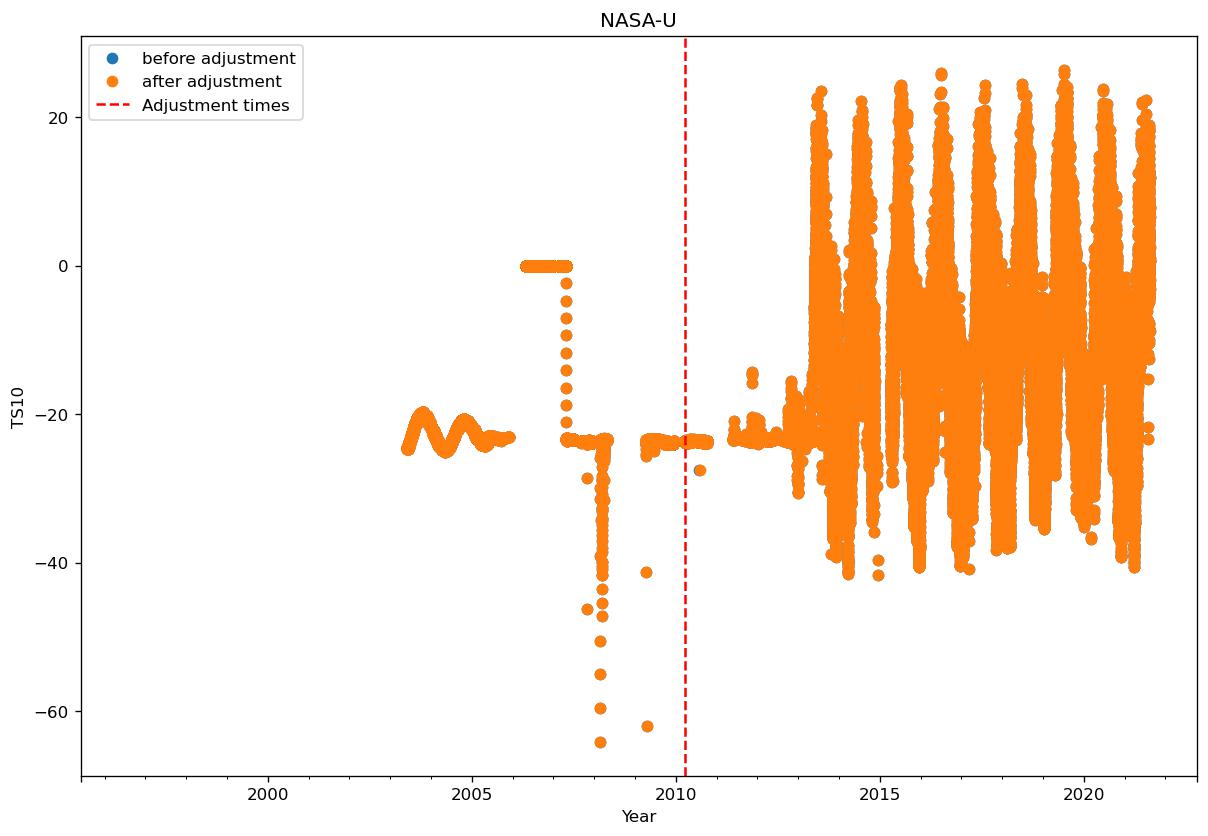 NASA-U
before adjustment
after adjustment
Adjustment times
TS10
20
0
−20
−40
−60
2000 2005 2010 2015 2020
Year